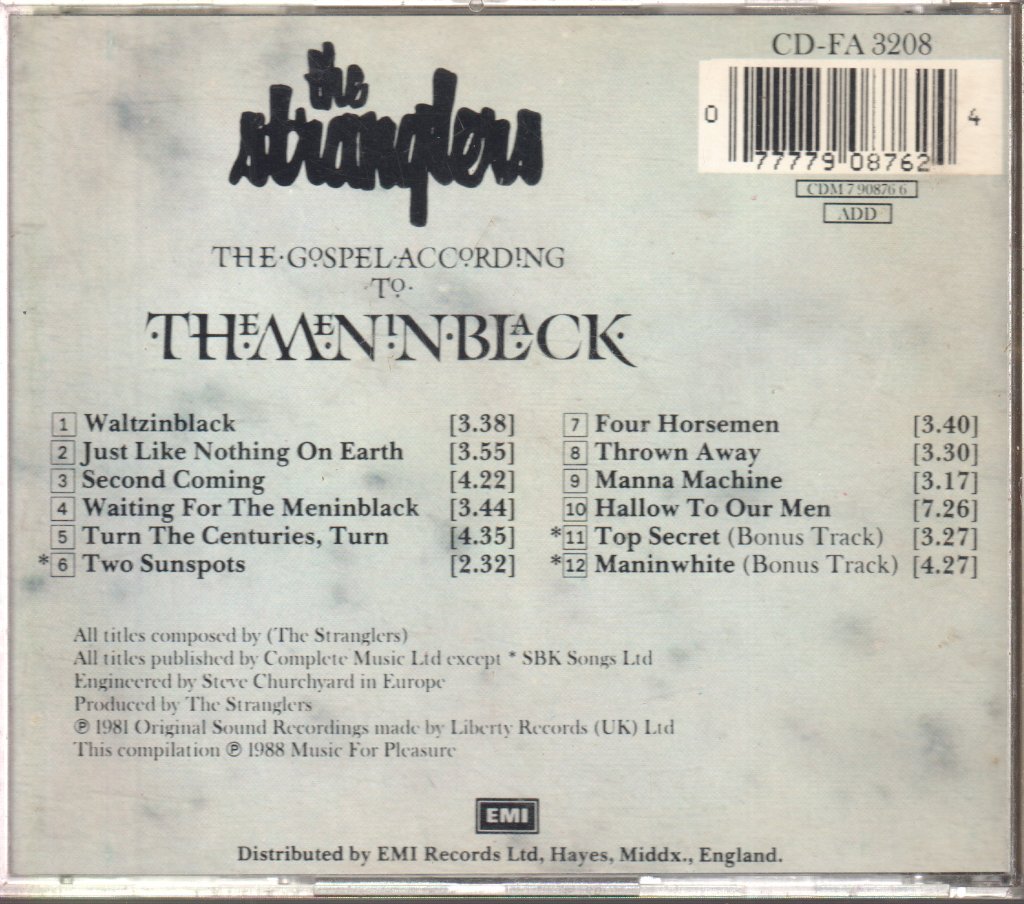 the
stranglers
CD-FA 3208
0 77779 08762 4
CDM 7 90876 6
ADD
THE·GOSPEL·ACCORDING
·TO·
·THEMENINBLACK·
1 Waltzinblack [3.38]
2 Just Like Nothing On Earth [3.55]
3 Second Coming [4.22]
4 Waiting For The Meninblack [3.44]
5 Turn The Centuries, Turn [4.35]
*6 Two Sunspots [2.32]
7 Four Horsemen [3.40]
8 Thrown Away [3.30]
9 Manna Machine [3.17]
10 Hallow To Our Men [7.26]
*11 Top Secret (Bonus Track) [3.27]
*12 Maninwhite (Bonus Track) [4.27]
All titles composed by (The Stranglers)
All titles published by Complete Music Ltd except * SBK Songs Ltd
Engineered by Steve Churchyard in Europe
Produced by The Stranglers
℗ 1981 Original Sound Recordings made by Liberty Records (UK) Ltd
This compilation ℗ 1988 Music For Pleasure
EMI
Distributed by EMI Records Ltd, Hayes, Middx., England.